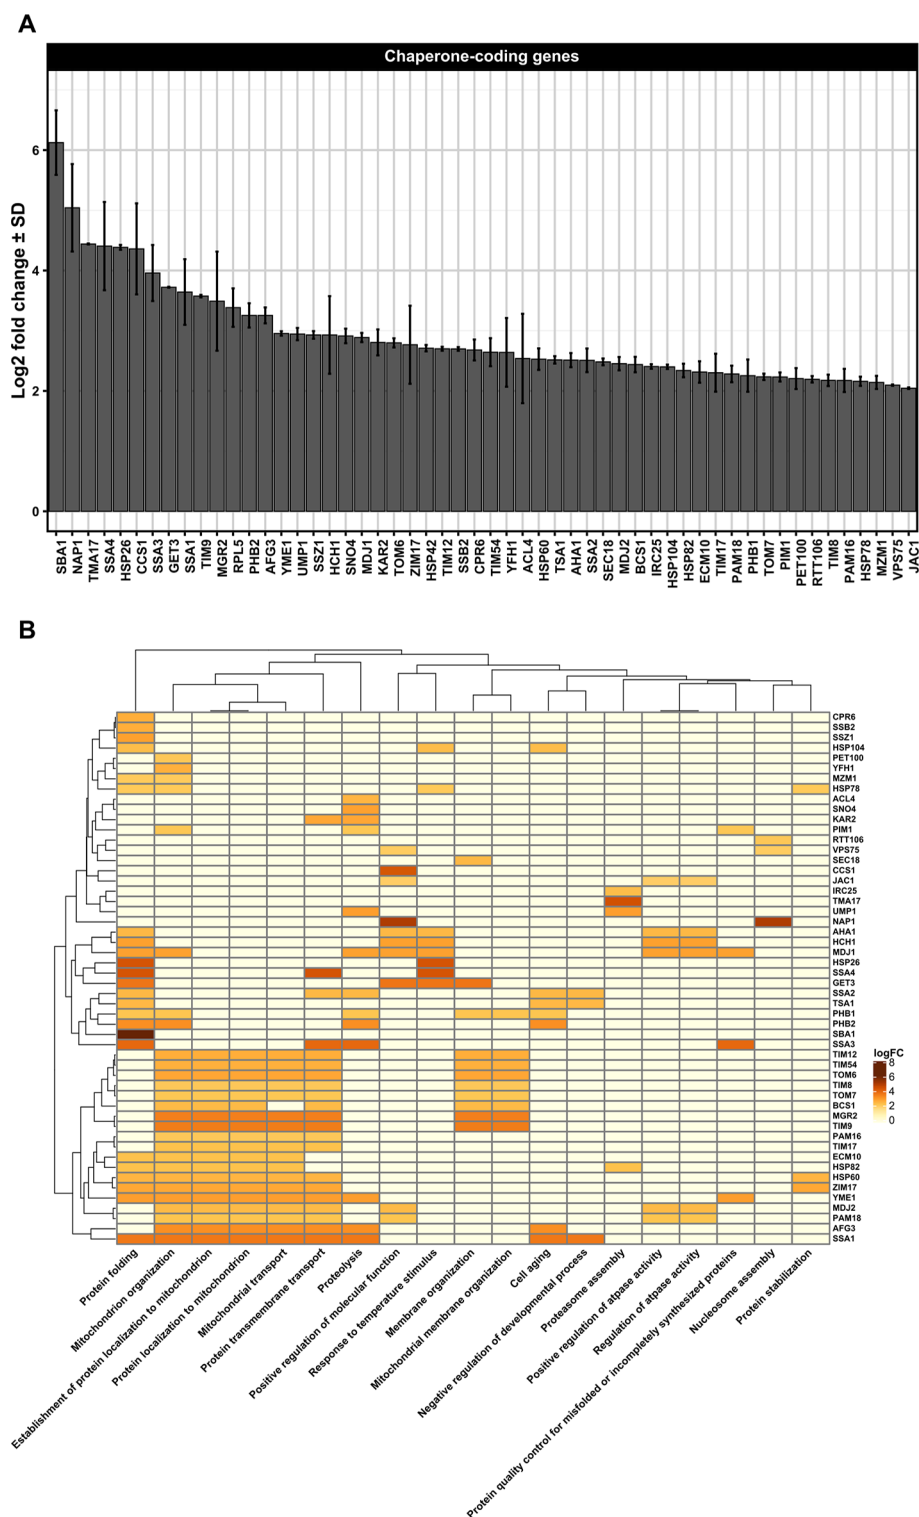 A
Chaperone-coding genes
Log2 fold change ± SD
6
4
2
0
SBA1
NAP1
TMA17
SSA4
HSP26
CCS1
SSA3
GET3
SSA1
TIM9
MGR2
RPL5
PHB2
AFG3
YME1
UMP1
SSZ1
HCH1
SNO4
MDJ1
KAR2
TOM6
ZIM17
HSP42
TIM12
SSB2
CPR6
TIM54
YFH1
ACL4
HSP60
TSA1
AHA1
SSA2
SEC18
MDJ2
BCS1
IRC25
HSP104
HSP82
ECM10
TIM17
PAM18
PHB1
TOM7
PIM1
PET100
RTT106
TIM8
PAM16
HSP78
MZM1
VPS75
JAC1
B
CPR6
SSB2
SSZ1
HSP104
PET100
YFH1
MZM1
HSP78
ACL4
SNO4
KAR2
PIM1
RTT106
VPS75
SEC18
CCS1
JAC1
IRC25
TMA17
UMP1
NAP1
AHA1
HCH1
MDJ1
HSP26
SSA4
GET3
SSA2
TSA1
PHB1
PHB2
SBA1
SSA3
TIM12
TIM54
TOM6
TIM8
TOM7
BCS1
MGR2
TIM9
PAM16
TIM17
ECM10
HSP82
HSP60
ZIM17
YME1
MDJ2
PAM18
AFG3
SSA1
logFC
8
6
4
2
0
Protein folding
Mitochondrion organization
Establishment of protein localization to mitochondrion
Protein localization to mitochondrion
Mitochondrial transport
Protein transmembrane transport
Proteolysis
Positive regulation of molecular function
Response to temperature stimulus
Membrane organization
Mitochondrial membrane organization
Cell aging
Negative regulation of developmental process
Proteasome assembly
Positive regulation of atpase activity
Regulation of atpase activity
Protein quality control for misfolded or incompletely synthesized proteins
Nucleosome assembly
Protein stabilization